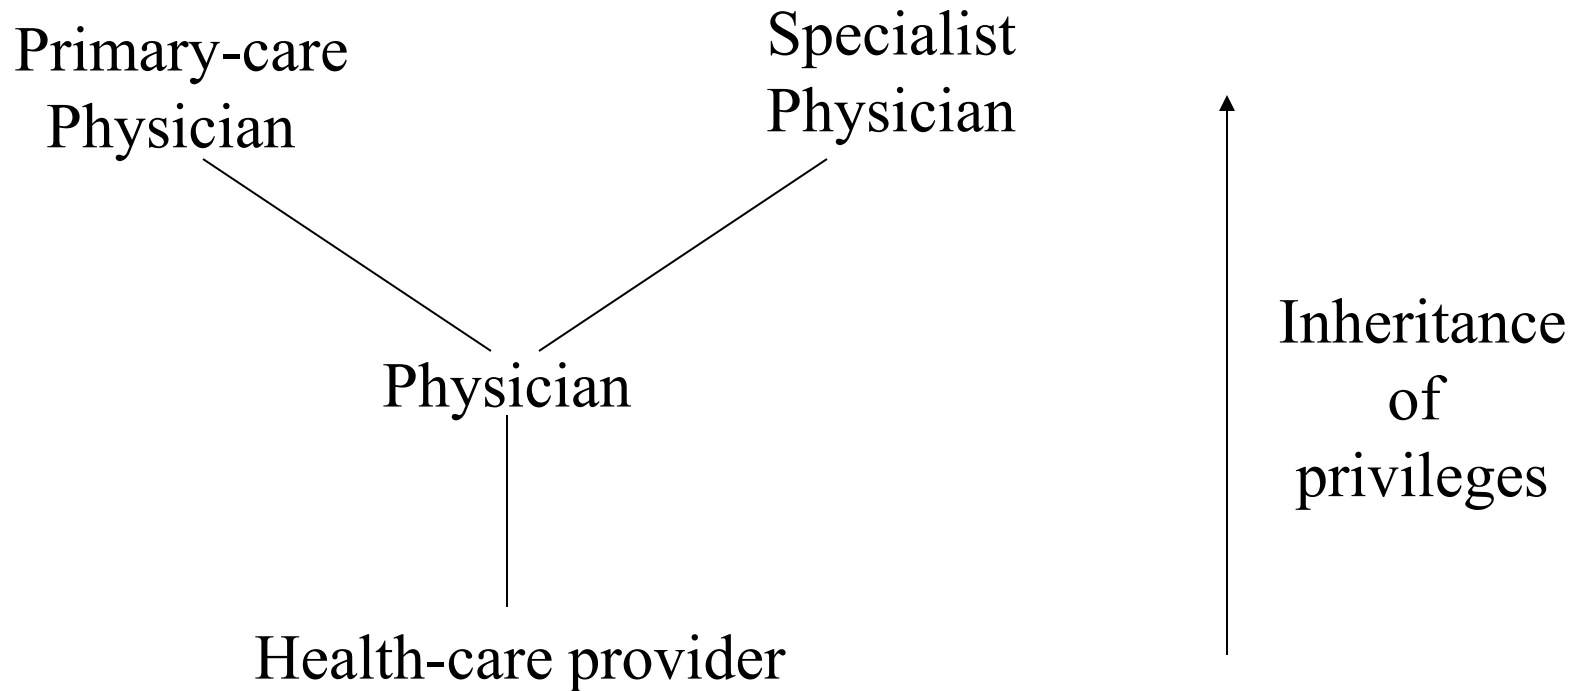 Primary-care
Physician
Specialist
Physician
Physician
Health-care provider
Inheritance
of
privileges